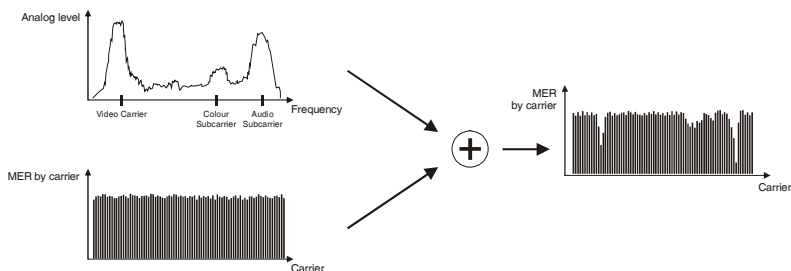 Analog level
Frequency
Video Carrier
Colour
Subcarrier
Audio
Subcarrier
MER by carrier
Carrier
MER
by carrier
Carrier